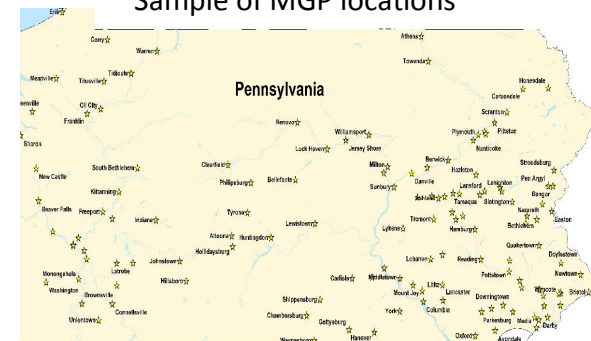 Sample of MGP locations
Erie
Corry
Warren
Athens
Towanda
Meadville
Titusville
Tidioute
Pennsylvania
Honesdale
Carbondale
Oil City
Franklin
Scranton
Sharon
Renovo
Williamsport
Plymouth
Pittston
Lock Haven
Jersey Shore
Nanticoke
New Castle
South Bethlehem
Clearfield
Milton
Berwick
Stroudsburg
Philipsburg
Bellefonte
Hazleton
Pen Argyl
Kittanning
Sunbury
Danville
Lansford
Lehighton
Bangor
Ashland
Tamaqua
Slatington
Beaver Falls
Freeport
Indiana
Tyrone
Nazareth
Tremont
Easton
Lewistown
Lykens
Hamburg
Bethlehem
Altoona
Huntingdon
Hollidaysburg
Quakertown
Doylestown
Latrobe
Johnstown
Lebanon
Reading
Monongahela
Hillsboro
Carlisle
Middletown
Pottstown
Newtown
Washington
Mount Joy
Lititz
Lancaster
Wyncote
Bristol
Brownsville
Shippensburg
Downingtown
Connellsville
York
Columbia
Uniontown
Chambersburg
Gettysburg
Parkesburg
Media
Darby
Waynesboro
Hanover
Oxford
Avondale